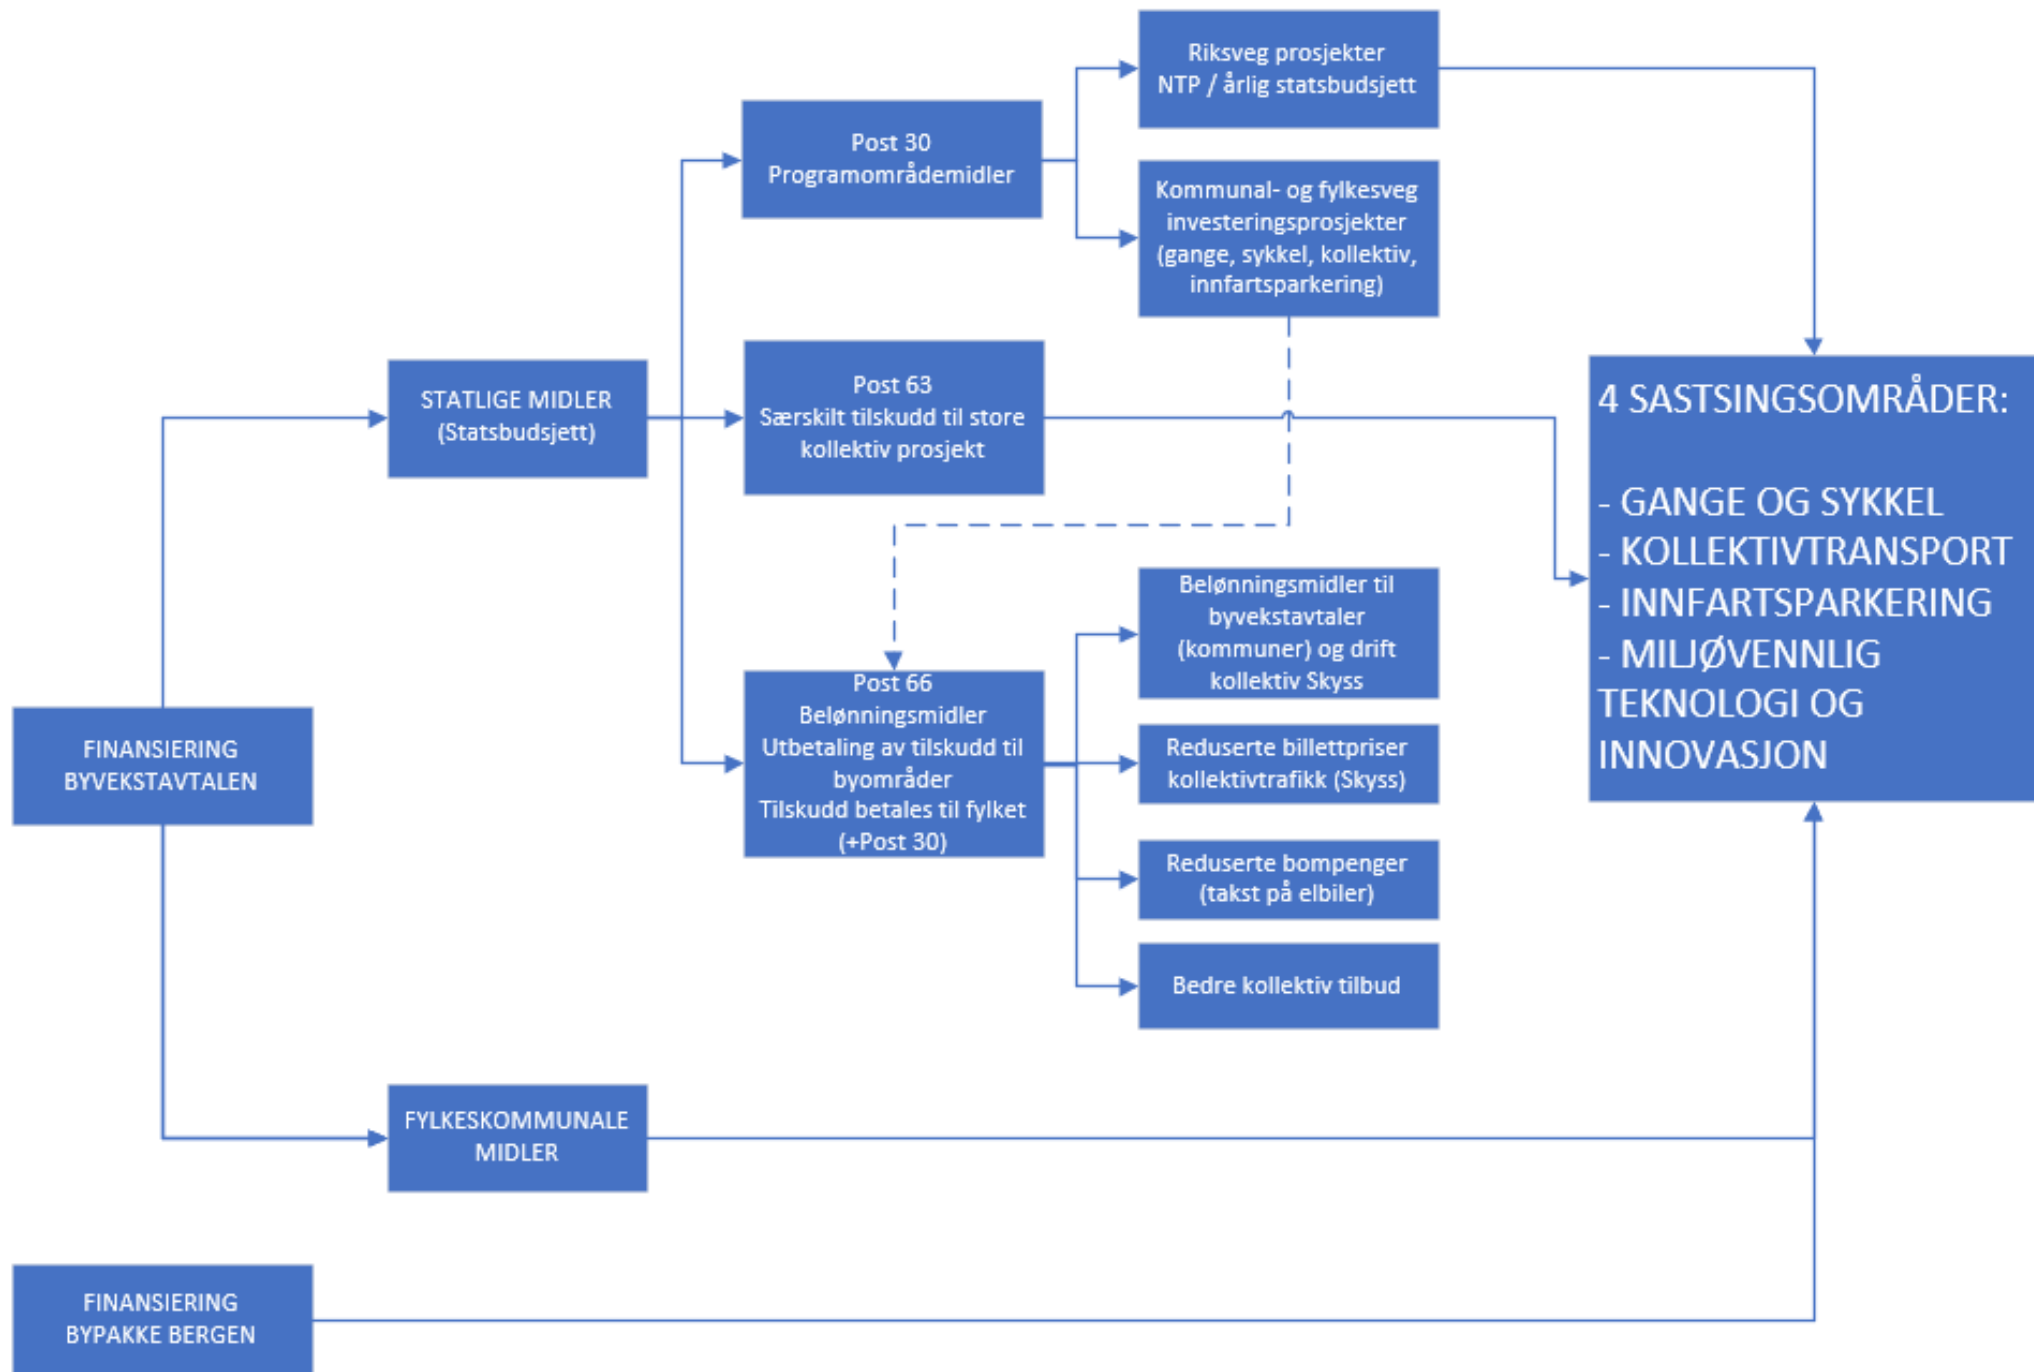 Riksveg prosjekter
NTP / årlig statsbudsjett
Post 30
Programområdemidler
Kommunal- og fylkesveg
investeringsprosjekter
(gange, sykkel, kollektiv,
innfartsparkering)
STATLIGE MIDLER
(Statsbudsjett)
Post 63
Særskilt tilskudd til store
kollektiv prosjekt
4 SASTSINGSOMRÅDER:
- GANGE OG SYKKEL
- KOLLEKTIVTRANSPORT
- INNFARTSPARKERING
- MILJØVENNLIG
TEKNOLOGI OG
INNOVASJON
Belønningsmidler til
byvekstavtaler
(kommuner) og drift
kollektiv Skyss
Post 66
Belønningsmidler
Utbetaling av tilskudd til
byområder
Tilskudd betales til fylket
(+Post 30)
FINANSIERING
BYVEKSTAVTALEN
Reduserte billettpriser
kollektivtrafikk (Skyss)
Reduserte bompenger
(takst på elbiler)
Bedre kollektiv tilbud
FYLKESKOMMUNALE
MIDLER
FINANSIERING
BYPAKKE BERGEN